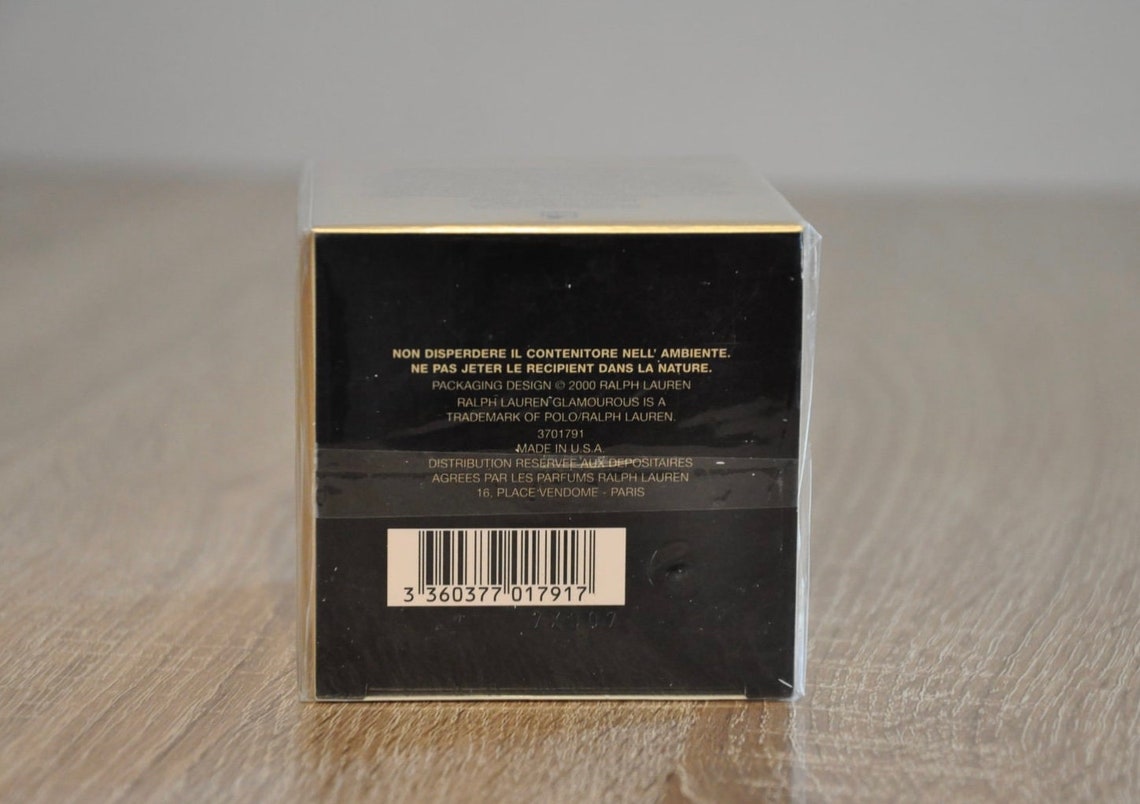 NON DISPERDERE IL CONTENITORE NELL' AMBIENTE.
NE PAS JETER LE RECIPIENT DANS LA NATURE.
PACKAGING DESIGN © 2000 RALPH LAUREN
RALPH LAUREN GLAMOUROUS IS A
TRADEMARK OF POLO/RALPH LAUREN.
3701791
MADE IN U.S.A.
DISTRIBUTION RESERVEE AUX DEPOSITAIRES
AGREES PAR LES PARFUMS RALPH LAUREN
16, PLACE VENDOME - PARIS
3 360377 017917